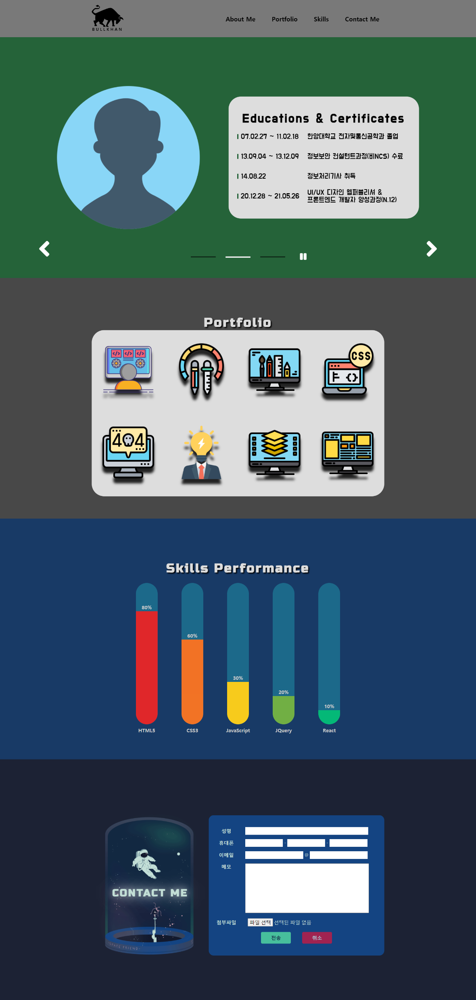 BULLKHAN
About Me
Portfolio
Skills
Contact Me
Educations & Certificates
07.02.27 ~ 11.02.18 한양대학교 전자및통신공학과 졸업
13.09.04 ~ 13.12.09 정보보안 컨설턴트과정(비NCS) 수료
14.08.22 정보처리기사 취득
20.12.28 ~ 21.05.26 UI/UX 디자인 웹퍼블리셔 &
프론트엔드 개발자 양성과정(N.12)
Portfolio
CSS
404
Skills Performance
80%
60%
30%
20%
10%
HTML5
CSS3
JavaScript
JQuery
React
CONTACT ME
-SPACE FRIEND-
성명
휴대폰 - -
이메일 @
메모
첨부파일 파일 선택 선택된 파일 없음
전송
취소